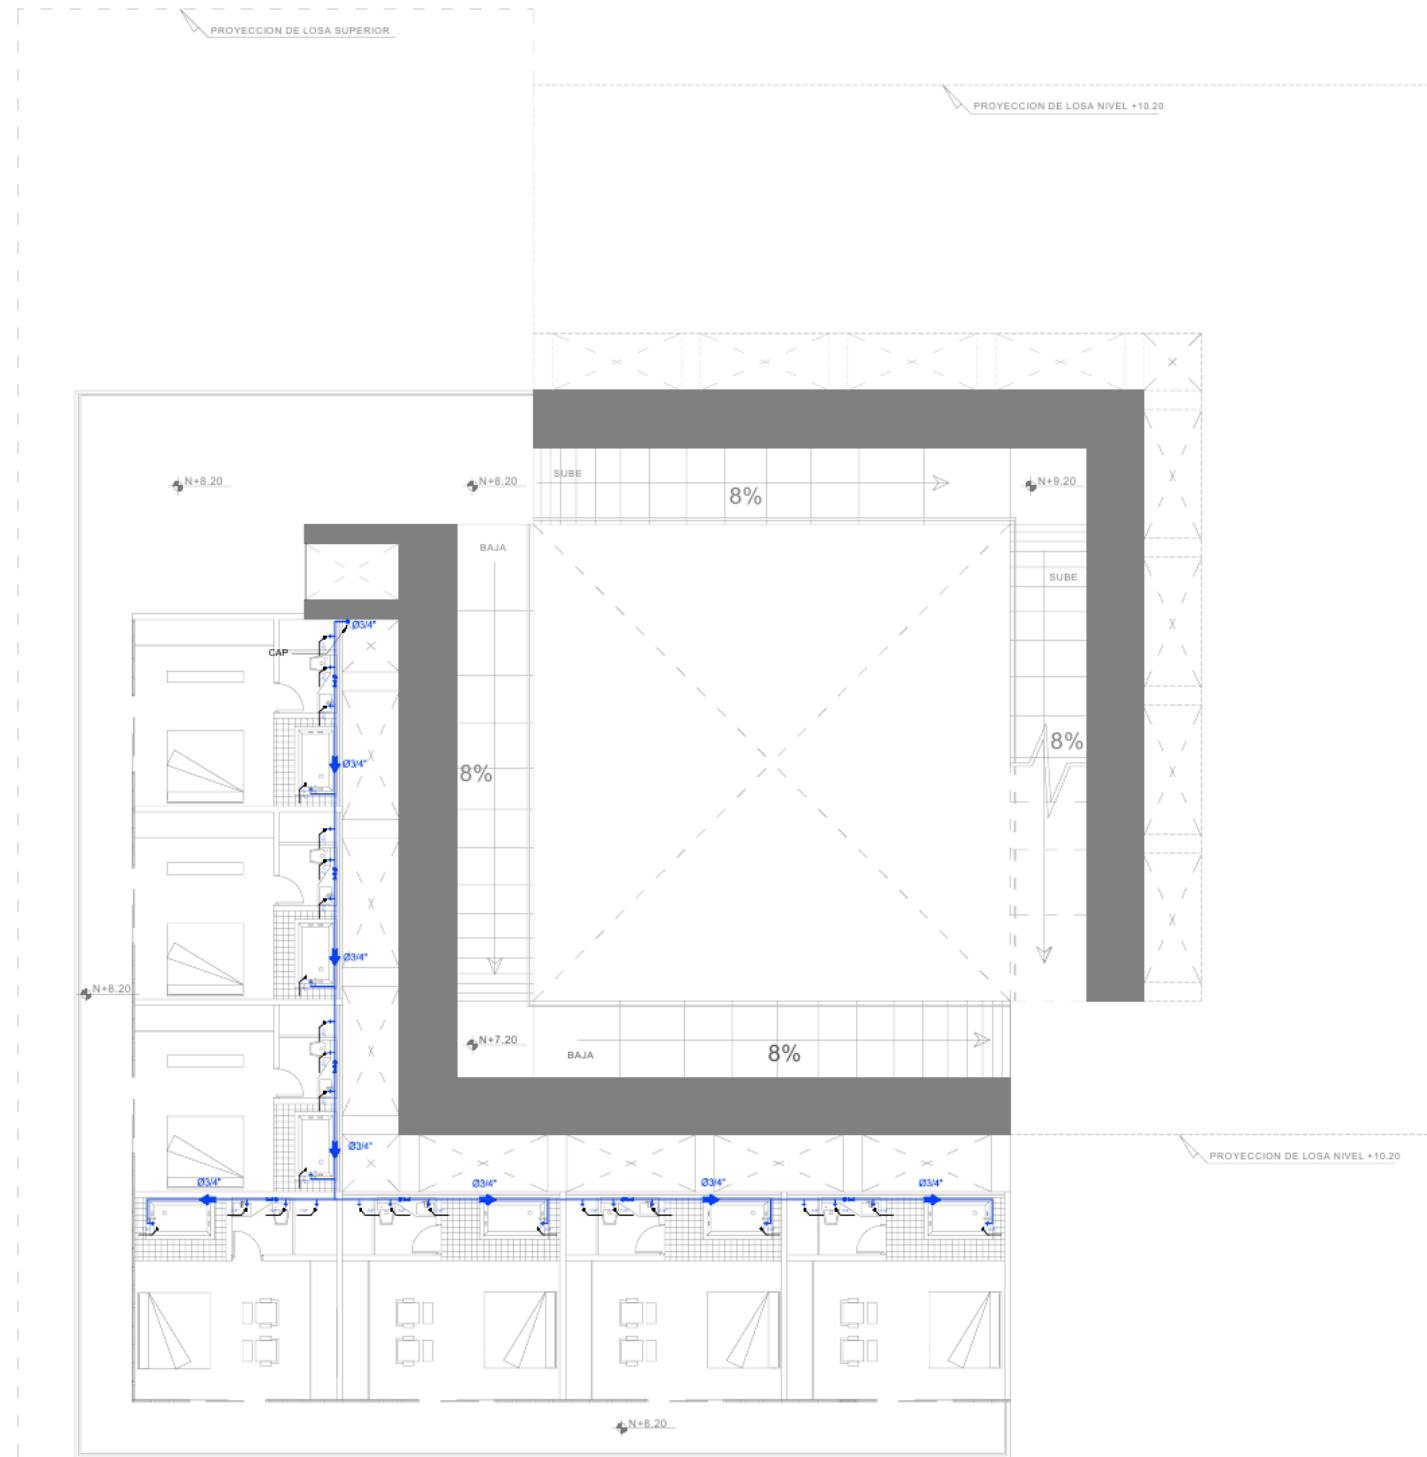 PROYECCION DE LOSA SUPERIOR
PROYECCION DE LOSA NIVEL +10.20
SUBE
N+8.20
N+8.20
8%
N+9.20
BAJA
SUBE
Ø3/4"
CAP
8%
Ø3/4"
8%
Ø3/4"
N+8.20
N+7.20
BAJA
8%
Ø3/4"
PROYECCION DE LOSA NIVEL +10.20
Ø3/4"
Ø3/4"
Ø3/4"
Ø3/4"
N+8.20